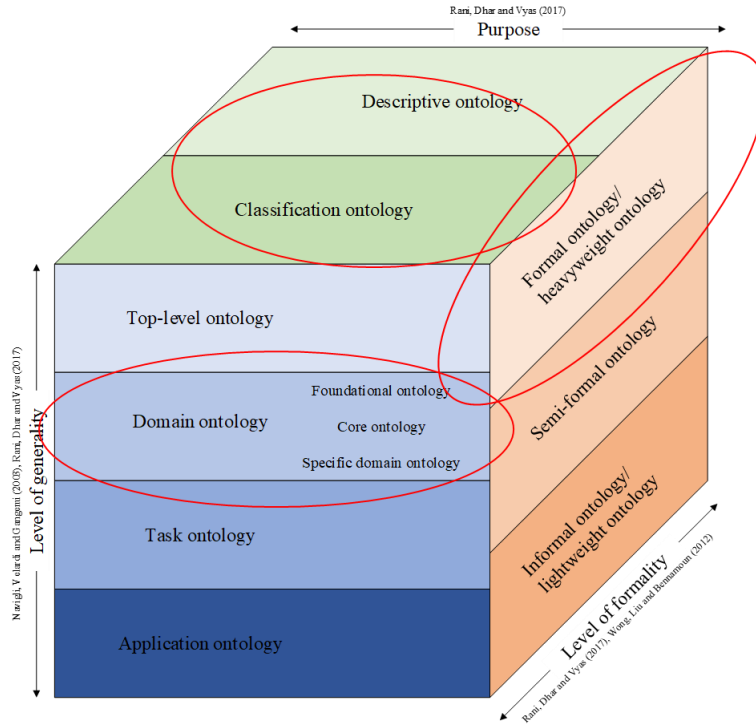 Rani, Dhar and Vyas (2017)
Purpose
Descriptive ontology
Classification ontology
Formal ontology/
heavyweight ontology
Top-level ontology
Semi-formal ontology
Foundational ontology
Domain ontology
Core ontology
Specific domain ontology
Informal ontology/
lightweight ontology
Task ontology
Application ontology
Level of generality
Navigli, Velardi and Gangemi (2003), Rani, Dhar and Vyas (2017)
Level of formality
Rani, Dhar and Vyas (2017), Wong, Liu and Bennamoun (2012)